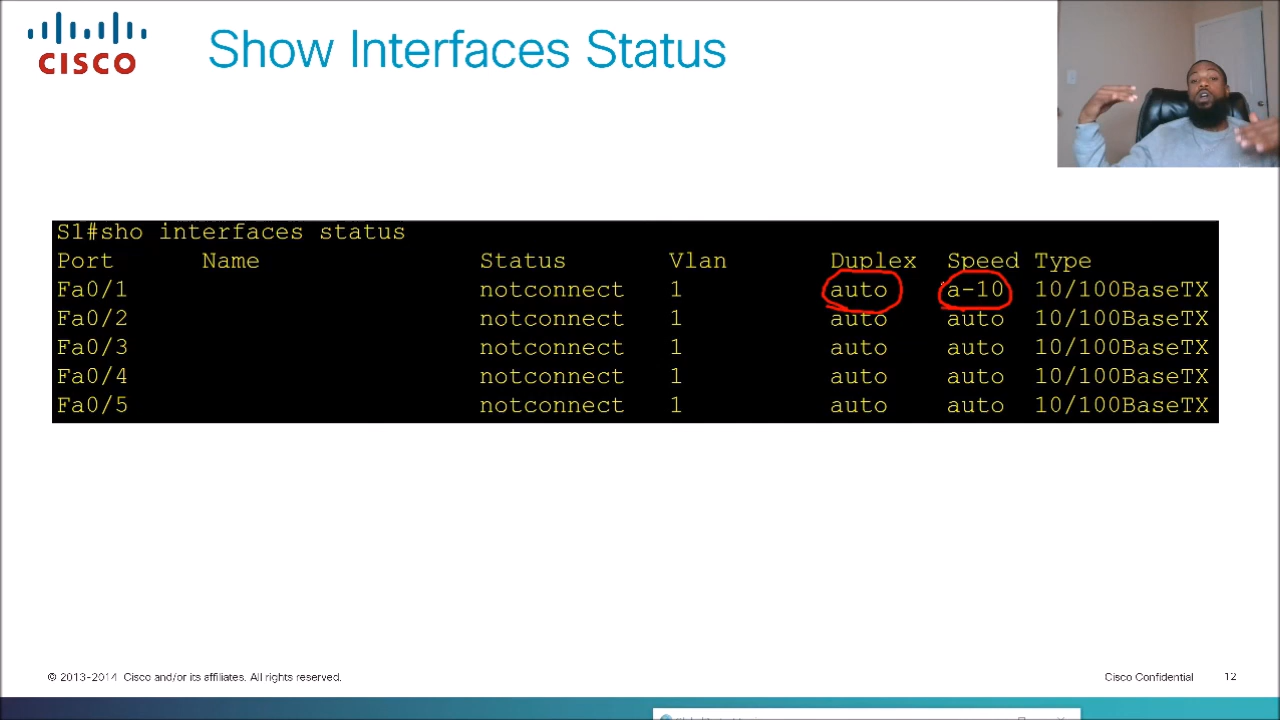 CISCO
Show Interfaces Status
S1#sho interfaces status
Port Name Status Vlan Duplex Speed Type
Fa0/1 notconnect 1 auto a-10 10/100BaseTX
Fa0/2 notconnect 1 auto auto 10/100BaseTX
Fa0/3 notconnect 1 auto auto 10/100BaseTX
Fa0/4 notconnect 1 auto auto 10/100BaseTX
Fa0/5 notconnect 1 auto auto 10/100BaseTX
© 2013-2014 Cisco and/or its affiliates. All rights reserved. Cisco Confidential 12